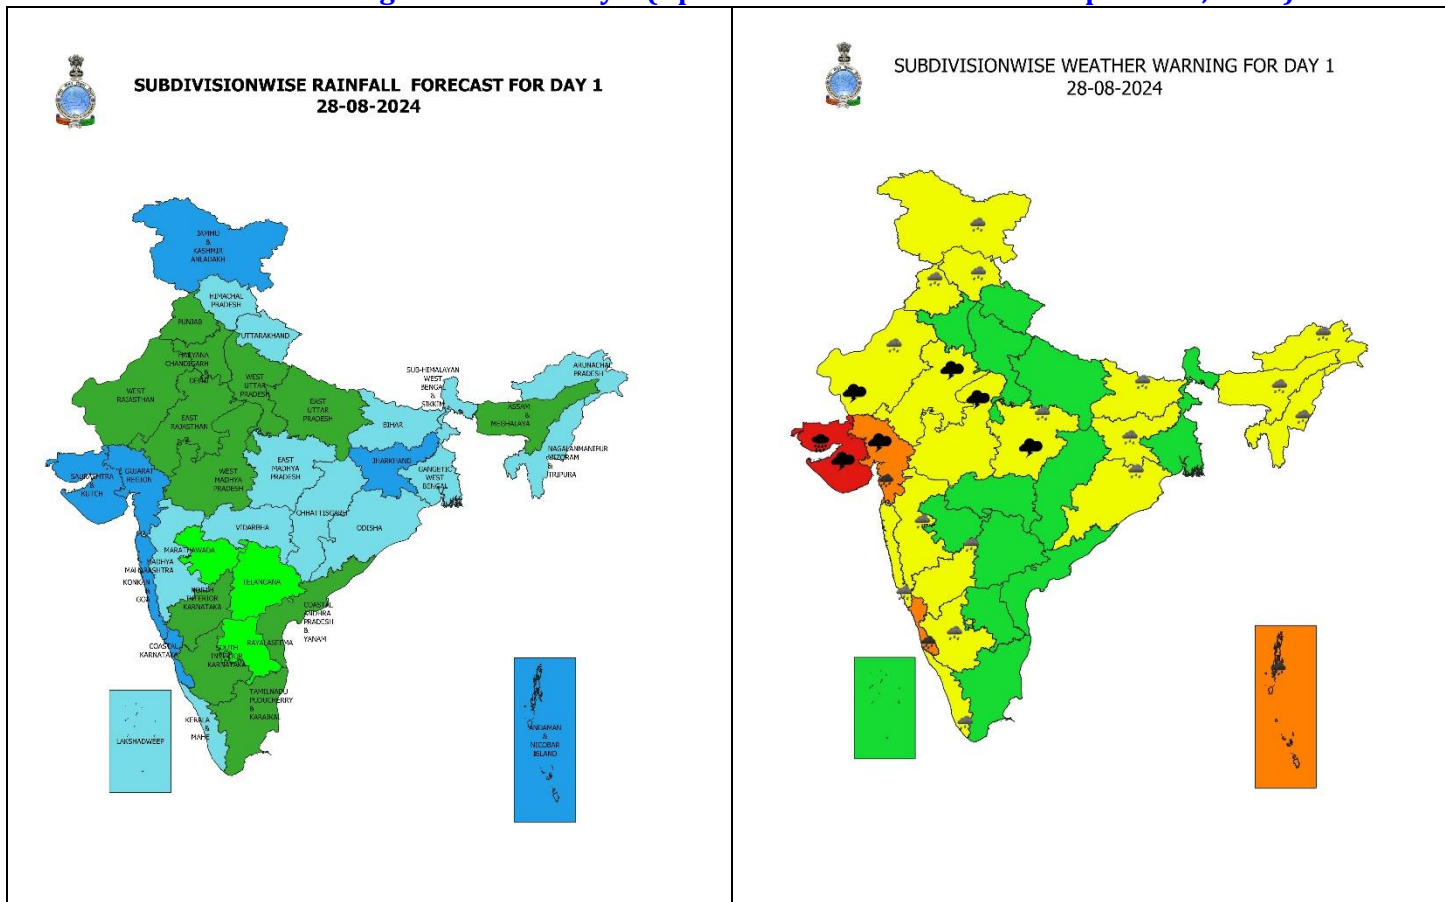 SUBDIVISIONWISE RAINFALL FORECAST FOR DAY 1
28-08-2024
JAMMU
&
KASHMIR
ANLADAKH
HIMACHAL
PRADESH
UTTARAKHAND
PUNJAB
HARYANA
CHANDIGARH
&
DELHI
WEST
RAJASTHAN
WEST
UTTAR
PRADESH
EAST
UTTAR
PRADESH
EAST
RAJASTHAN
SUB-HIMALAYAN
WEST
BENGAL
&
SIKKIM
ARUNACHAL
PRADESH
ASSAM
&
MEGHALAYA
NAGALANMANIPUR
MIZORAM
&
TRIPURA
BIHAR
JHARKHAND
GANGETIC
WEST
BENGAL
EAST
MADHYA
PRADESH
WEST
MADHYA
PRADESH
GUJARAT
REGION
SAURASHTRA
&
KUTCH
CHHATTISGARH
ODISHA
VIDARBHA
MARATHAWADA
MADHYA
MAHARASHTRA
KONKAN
&
GOA
TELANGANA
NORTH
INTERIOR
KARNATAKA
COASTAL
ANDHRA
PRADESH
&
YANAM
RAYALASEEMA
COASTAL
KARNATAKA
SOUTH
INTERIOR
KARNATAKA
TAMILNADU
PUDUCHERRY
&
KARAIKAL
KERALA
&
MAHE
LAKSHADWEEP
ANDAMAN
&
NICOBAR
ISLAND
SUBDIVISIONWISE WEATHER WARNING FOR DAY 1
28-08-2024